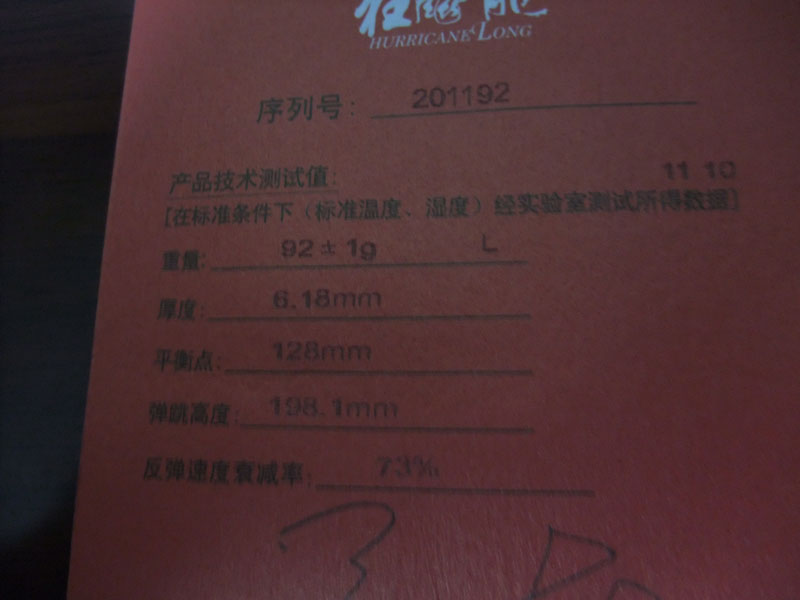 狂飚龍
HURRICANE LONG
序列号: 201192
产品技术测试值: 11 10
[在标准条件下(标准温度、湿度)经实验室测试所得数据]
重量: 92±1g L
厚度: 6.18mm
平衡点: 128mm
弹跳高度: 198.1mm
反弹速度衰减率: 73%